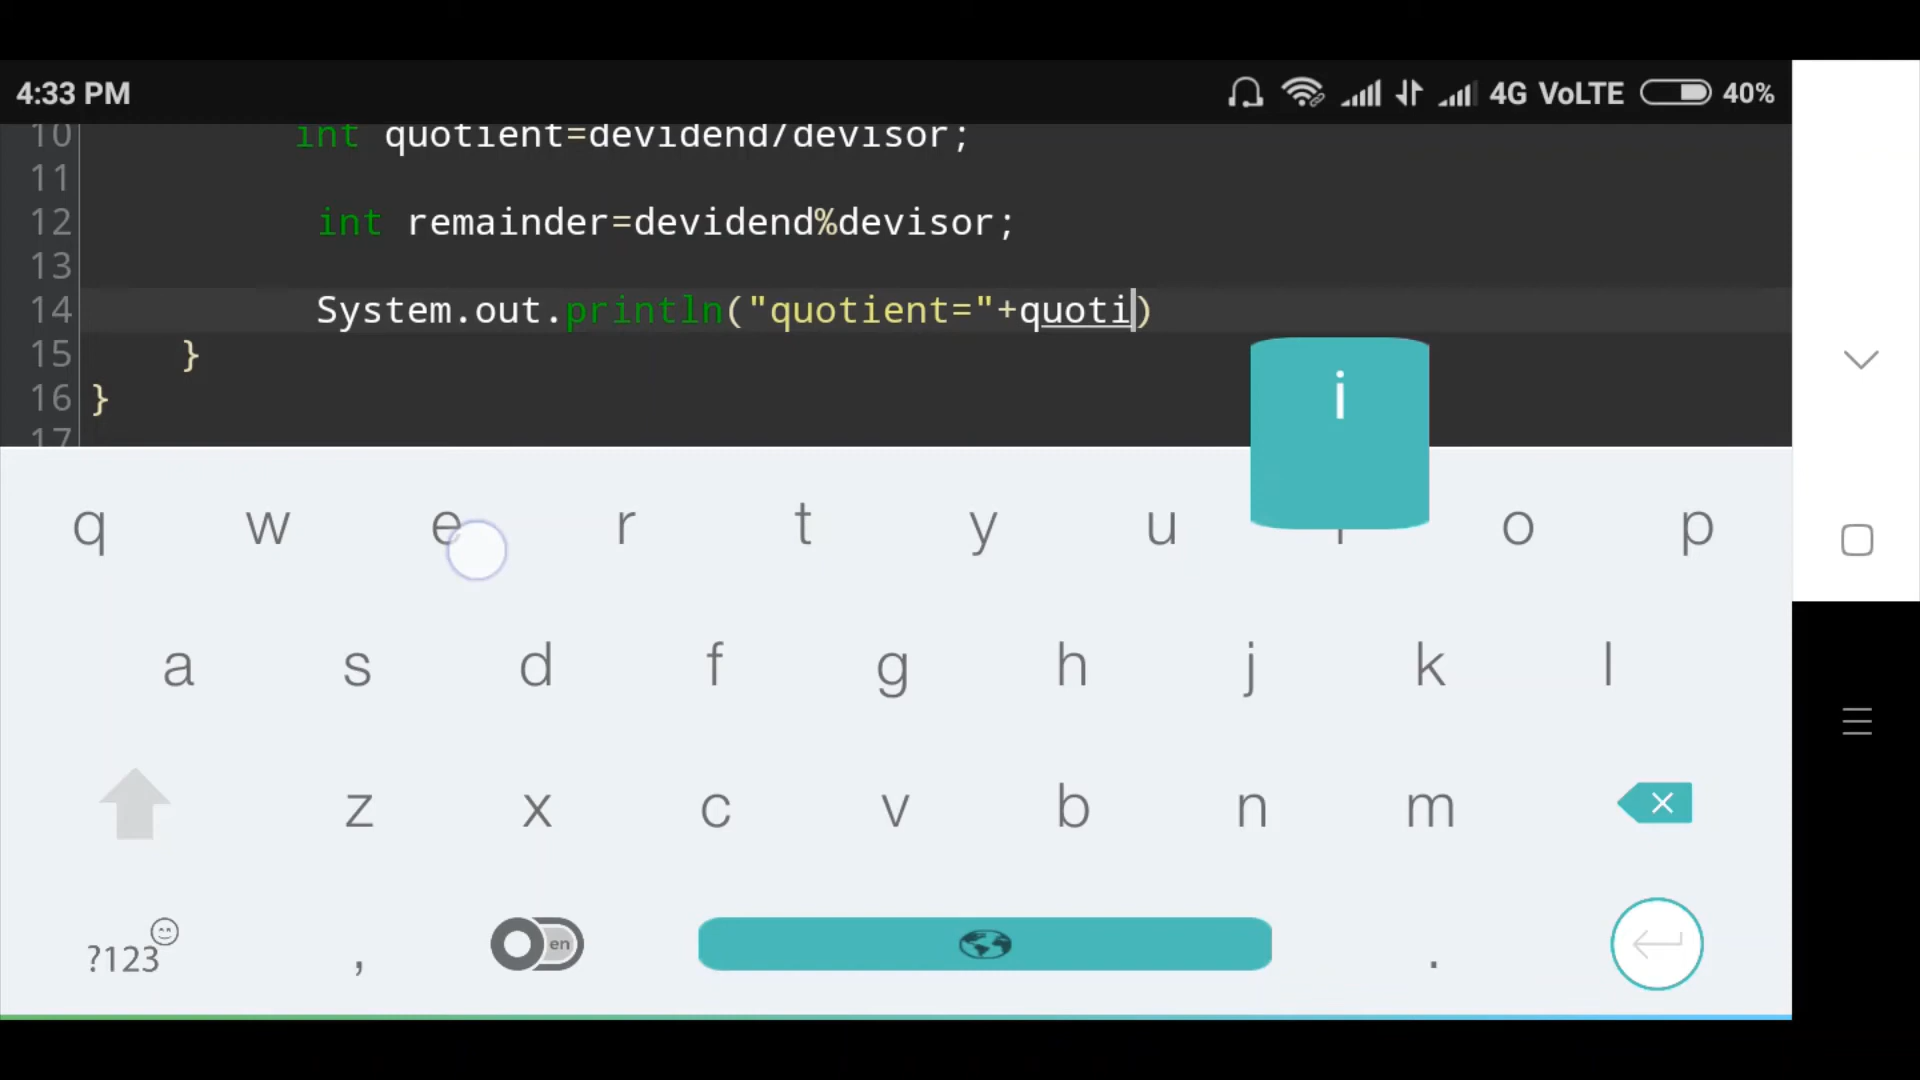 4:33 PM 4G VoLTE 40%
10 int quotient=devidend/devisor;
11
12 int remainder=devidend%devisor;
13
14 System.out.println("quotient="+quoti)
15 }
16 }
17
i
q w e r t y u i o p
a s d f g h j k l
z x c v b n m
?123 , en .